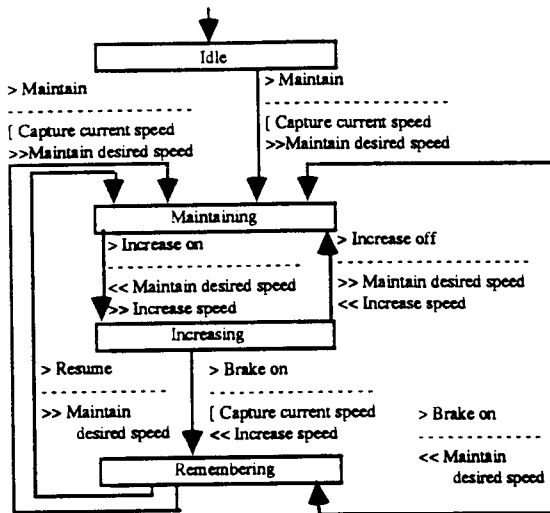 Idle
> Maintain
[ Capture current speed
>>Maintain desired speed
> Maintain
[ Capture current speed
>>Maintain desired speed
Maintaining
> Increase on
<< Maintain desired speed
>> Increase speed
> Increase off
>> Maintain desired speed
<< Increase speed
Increasing
> Resume
>> Maintain
desired speed
> Brake on
[ Capture current speed
<< Increase speed
> Brake on
<< Maintain
desired speed
Remembering